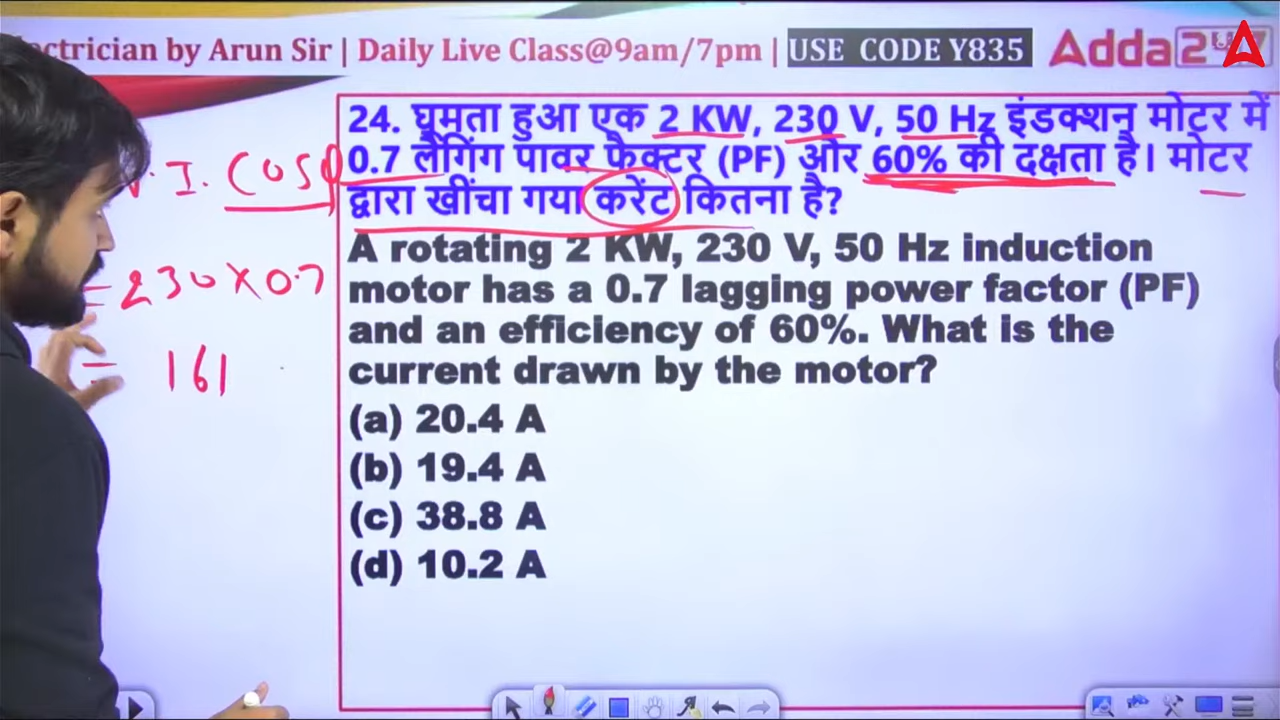 ectrician by Arun Sir | Daily Live Class@9am/7pm | USE CODE Y835 Adda247
24. घूमता हुआ एक 2 KW, 230 V, 50 Hz इंडक्शन मोटर में
0.7 लैगिंग पावर फैक्टर (PF) और 60% की दक्षता है। मोटर
द्वारा खींचा गया करेंट कितना है?
A rotating 2 KW, 230 V, 50 Hz induction
motor has a 0.7 lagging power factor (PF)
and an efficiency of 60%. What is the
current drawn by the motor?
(a) 20.4 A
(b) 19.4 A
(c) 38.8 A
(d) 10.2 A
V. I. COSφ
= 230 X 0.7
= 161